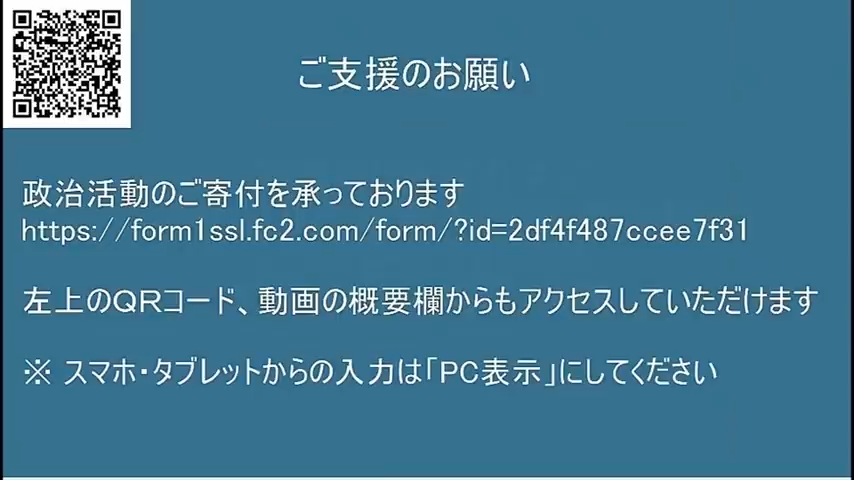 ご支援のお願い
政治活動のご寄付を承っております
https://form1ssl.fc2.com/form/?id=2df4f487ccee7f31
左上のQRコード、動画の概要欄からもアクセスしていただけます
※ スマホ・タブレットからの入力は「PC表示」にしてください